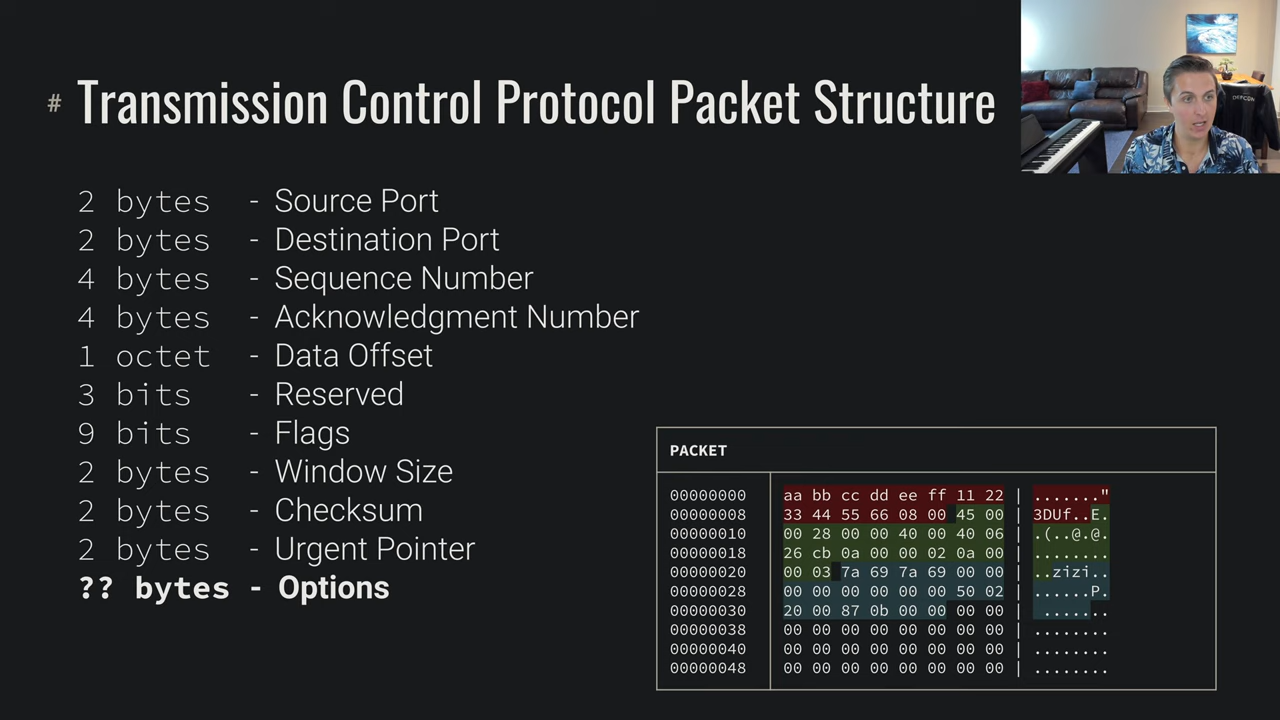 # Transmission Control Protocol Packet Structure
DEFCON
2 bytes - Source Port
2 bytes - Destination Port
4 bytes - Sequence Number
4 bytes - Acknowledgment Number
1 octet - Data Offset
3 bits - Reserved
9 bits - Flags
2 bytes - Window Size
2 bytes - Checksum
2 bytes - Urgent Pointer
?? bytes - Options
PACKET
00000000 aa bb cc dd ee ff 11 22 | ......."
00000008 33 44 55 66 08 00 45 00 | 3DUf..E.
00000010 00 28 00 00 40 00 40 06 | .(..@.@.
00000018 26 cb 0a 00 00 02 0a 00 | ........
00000020 00 03 7a 69 7a 69 00 00 | ..zizi..
00000028 00 00 00 00 00 00 50 02 | ......P.
00000030 20 00 87 0b 00 00 00 00 |  .......
00000038 00 00 00 00 00 00 00 00 | ........
00000040 00 00 00 00 00 00 00 00 | ........
00000048 00 00 00 00 00 00 00 00 | ........